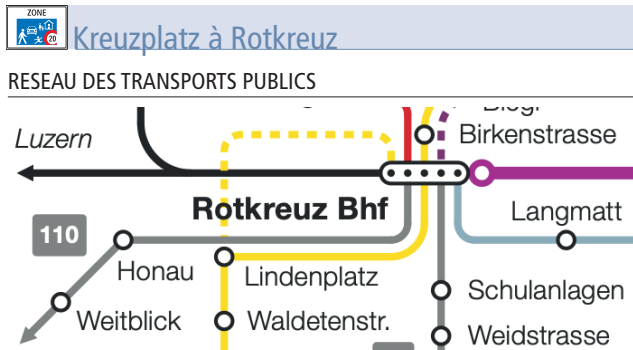 ZONE
20
Kreuzplatz à Rotkreuz
RESEAU DES TRANSPORTS PUBLICS
Luzern
Birkenstrasse
Rotkreuz Bhf
Langmatt
110
Honau
Lindenplatz
Schulanlagen
Weitblick
Waldetenstr.
Weidstrasse